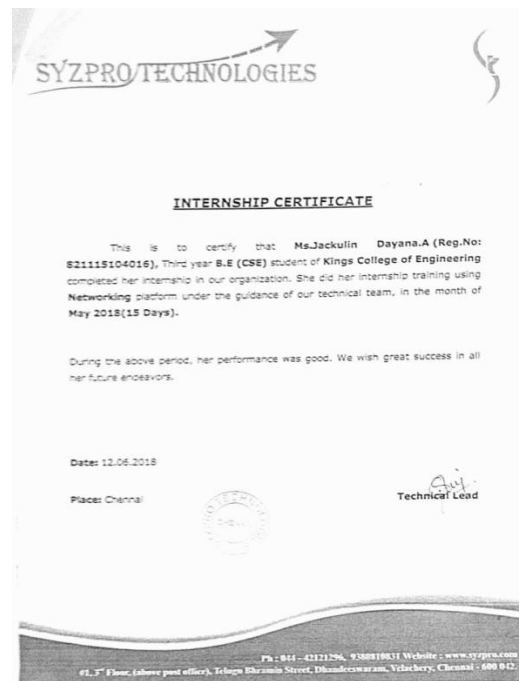 SYZPRO TECHNOLOGIES
INTERNSHIP CERTIFICATE
This is to certify that Ms.Jackulin Dayana.A (Reg.No:
821115104016), Third year B.E (CSE) student of Kings College of Engineering
completed her internship in our organization. She did her internship training using
Networking platform under the guidance of our technical team, in the month of
May 2018(15 Days).
During the above period, her performance was good. We wish great success in all
her future endeavors.
Date: 12.06.2018
Place: Chennai
Technical Lead
Ph : 044 - 42121296, 9380810831 Website : www.syzpro.com
#1, 3rd Floor, (above post office), Telugu Bhramin Street, Dhandeeswaram, Velachery, Chennai - 600 042.